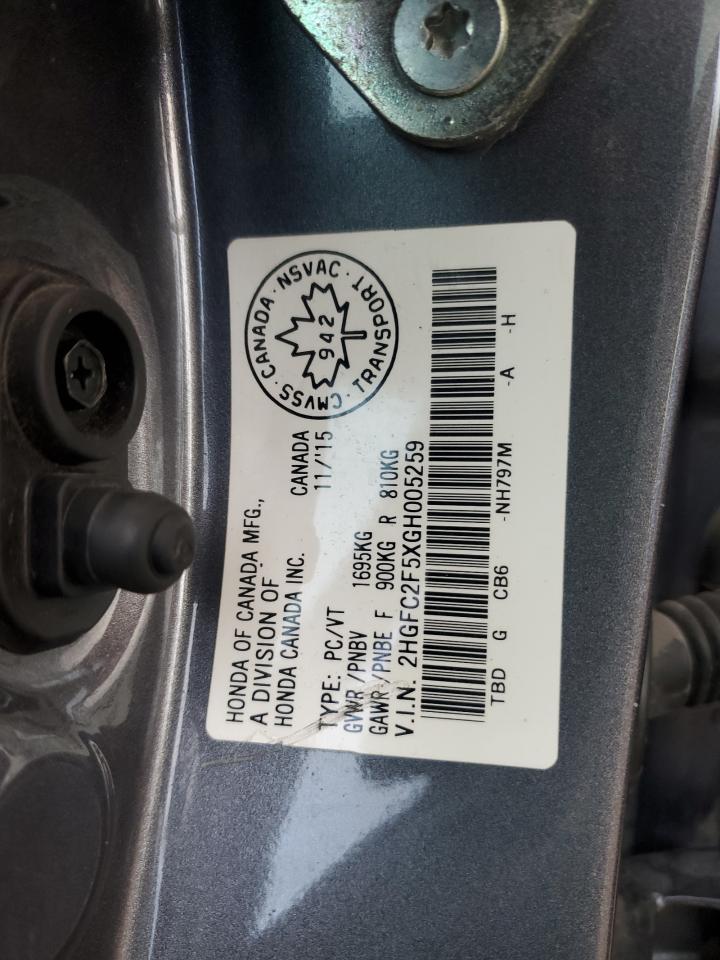 HONDA OF CANADA MFG.,
A DIVISION OF
HONDA CANADA INC.
CANADA
11/'15
CMVSS · CANADA · NSVAC · TRANSPORT ·
942
TYPE: PC/VT
GVWR /PNBV 1695KG
GAWR /PNBE F 900KG R 810KG
V.I.N. 2HGFC2F5XGH005259
TBD G CB6 -NH797M -A -H